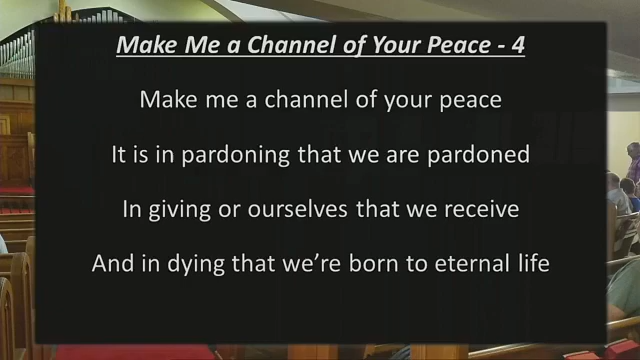 Make Me a Channel of Your Peace - 4
Make me a channel of your peace
It is in pardoning that we are pardoned
In giving or ourselves that we receive
And in dying that we're born to eternal life